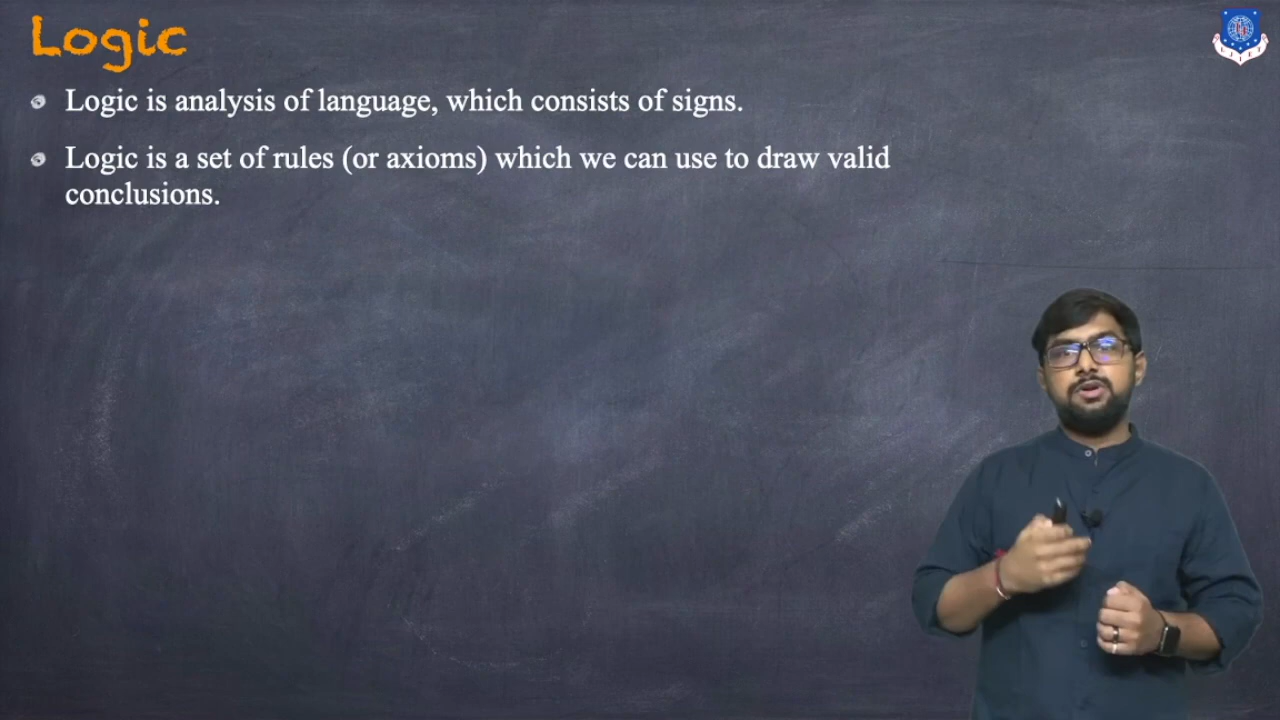 Logic
Logic is analysis of language, which consists of signs.
Logic is a set of rules (or axioms) which we can use to draw valid
conclusions.